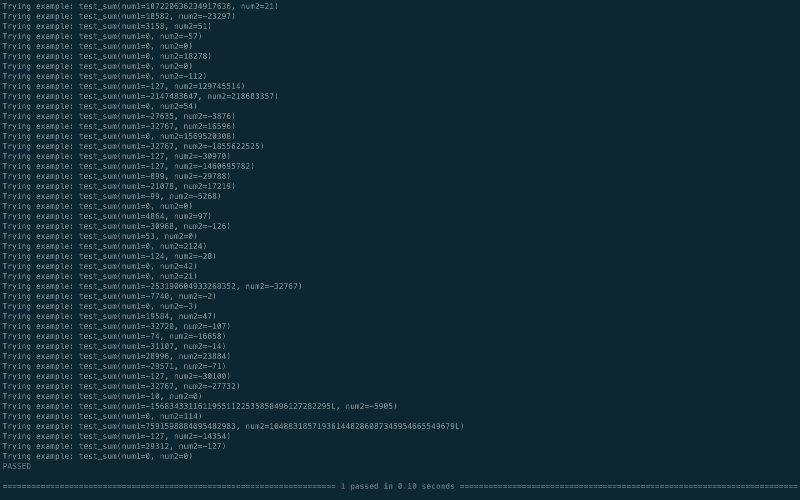 Trying example: test_sum(num1=107220636234917636, num2=21)
Trying example: test_sum(num1=18582, num2=-23297)
Trying example: test_sum(num1=3158, num2=51)
Trying example: test_sum(num1=0, num2=-57)
Trying example: test_sum(num1=0, num2=0)
Trying example: test_sum(num1=0, num2=18278)
Trying example: test_sum(num1=0, num2=0)
Trying example: test_sum(num1=0, num2=-112)
Trying example: test_sum(num1=-127, num2=129745514)
Trying example: test_sum(num1=-2147483647, num2=218683357)
Trying example: test_sum(num1=0, num2=54)
Trying example: test_sum(num1=-27635, num2=-3876)
Trying example: test_sum(num1=-32767, num2=16596)
Trying example: test_sum(num1=0, num2=1569520308)
Trying example: test_sum(num1=-32767, num2=-1855622525)
Trying example: test_sum(num1=-127, num2=-30970)
Trying example: test_sum(num1=-127, num2=-1460695782)
Trying example: test_sum(num1=-899, num2=-29788)
Trying example: test_sum(num1=-21078, num2=17219)
Trying example: test_sum(num1=-99, num2=-5268)
Trying example: test_sum(num1=0, num2=0)
Trying example: test_sum(num1=4064, num2=97)
Trying example: test_sum(num1=-30968, num2=-126)
Trying example: test_sum(num1=53, num2=0)
Trying example: test_sum(num1=0, num2=2124)
Trying example: test_sum(num1=-124, num2=-28)
Trying example: test_sum(num1=0, num2=42)
Trying example: test_sum(num1=0, num2=21)
Trying example: test_sum(num1=-253190604933268352, num2=-32767)
Trying example: test_sum(num1=-7740, num2=-2)
Trying example: test_sum(num1=0, num2=-3)
Trying example: test_sum(num1=19584, num2=47)
Trying example: test_sum(num1=-32720, num2=-107)
Trying example: test_sum(num1=-74, num2=-16658)
Trying example: test_sum(num1=-31107, num2=-14)
Trying example: test_sum(num1=28996, num2=23884)
Trying example: test_sum(num1=-29571, num2=-71)
Trying example: test_sum(num1=-127, num2=-30100)
Trying example: test_sum(num1=-32767, num2=-27732)
Trying example: test_sum(num1=-10, num2=0)
Trying example: test_sum(num1=-156834331161195511225358584961272​82295L, num2=-5905)
Trying example: test_sum(num1=0, num2=114)
Trying example: test_sum(num1=7591598884095482983, num2=104883185719361448286087345954665549679L)
Trying example: test_sum(num1=-127, num2=-14354)
Trying example: test_sum(num1=29312, num2=-127)
Trying example: test_sum(num1=0, num2=0)
PASSED
1 passed in 0.10 seconds